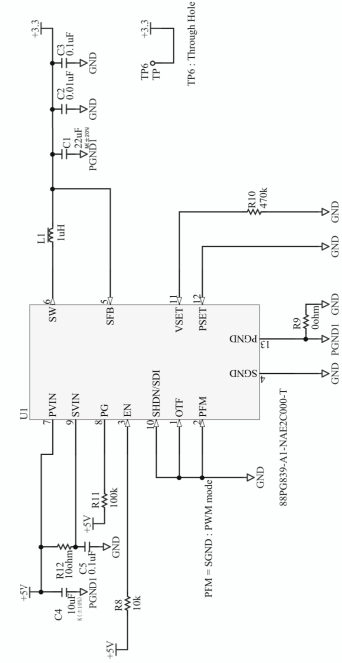 +3.3
C3
0.1uF
GND
C2
0.01uF
GND
C1
22uF
PGND1
L1
1uH
+3.3
TP6
TP
TP6 : Through Hole
U1
SW
6
SFB
5
VSET
11
PSET
12
PVIN
7
SVIN
9
PG
8
EN
3
SHDN/SDI
10
OTF
1
PFM
2
PGND
13
SGND
4
R10
470k
GND
GND
R9
0ohm
GND
PGND1
GND
88PG839-A1-NAE2C000-T
+5V
C4
10uF
PGND1
R12
10ohm
C5
0.1uF
GND
+5V
R11
100k
+5V
R8
10k
GND
PFM = SGND : PWM mode